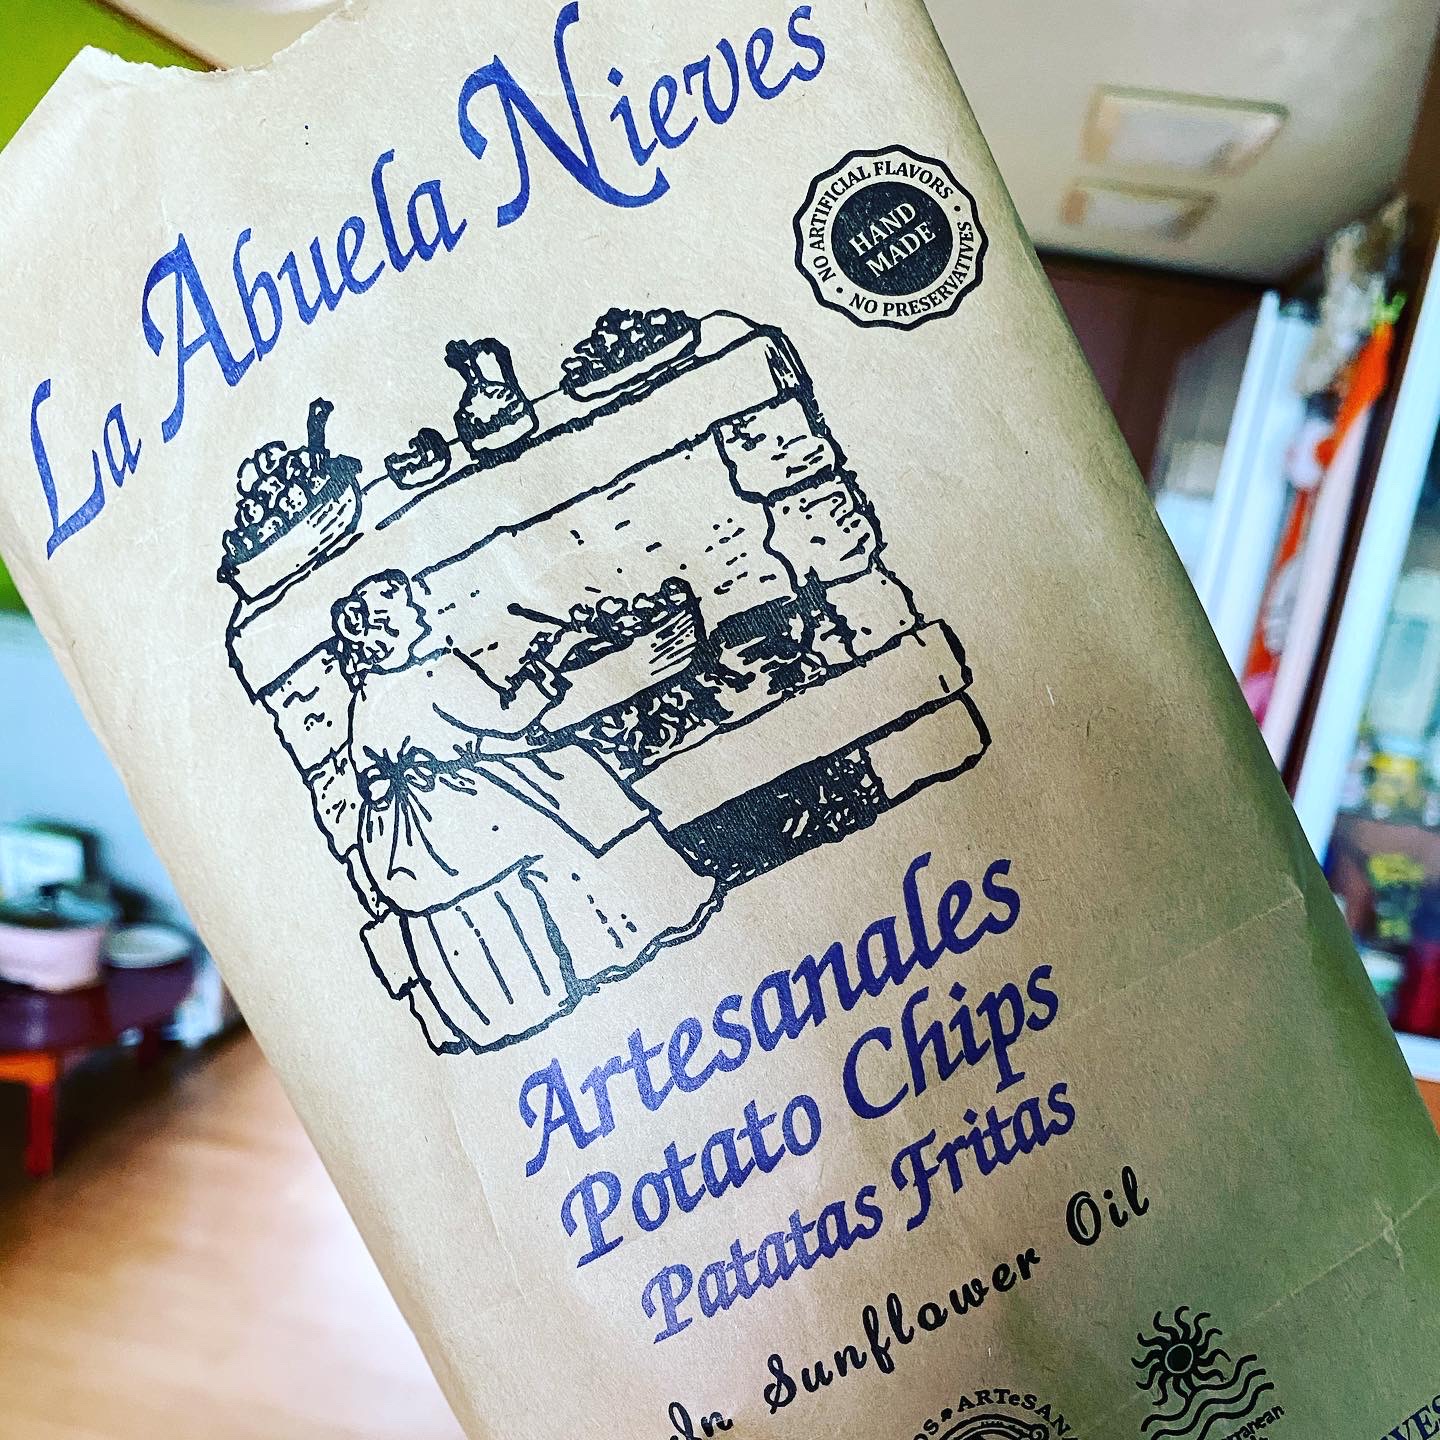 La Abuela Nieves
NO ARTIFICIAL FLAVORS •
HAND
MADE
• NO PRESERVATIVES •
Artesanales
Potato Chips
Patatas Fritas
In Sunflower Oil